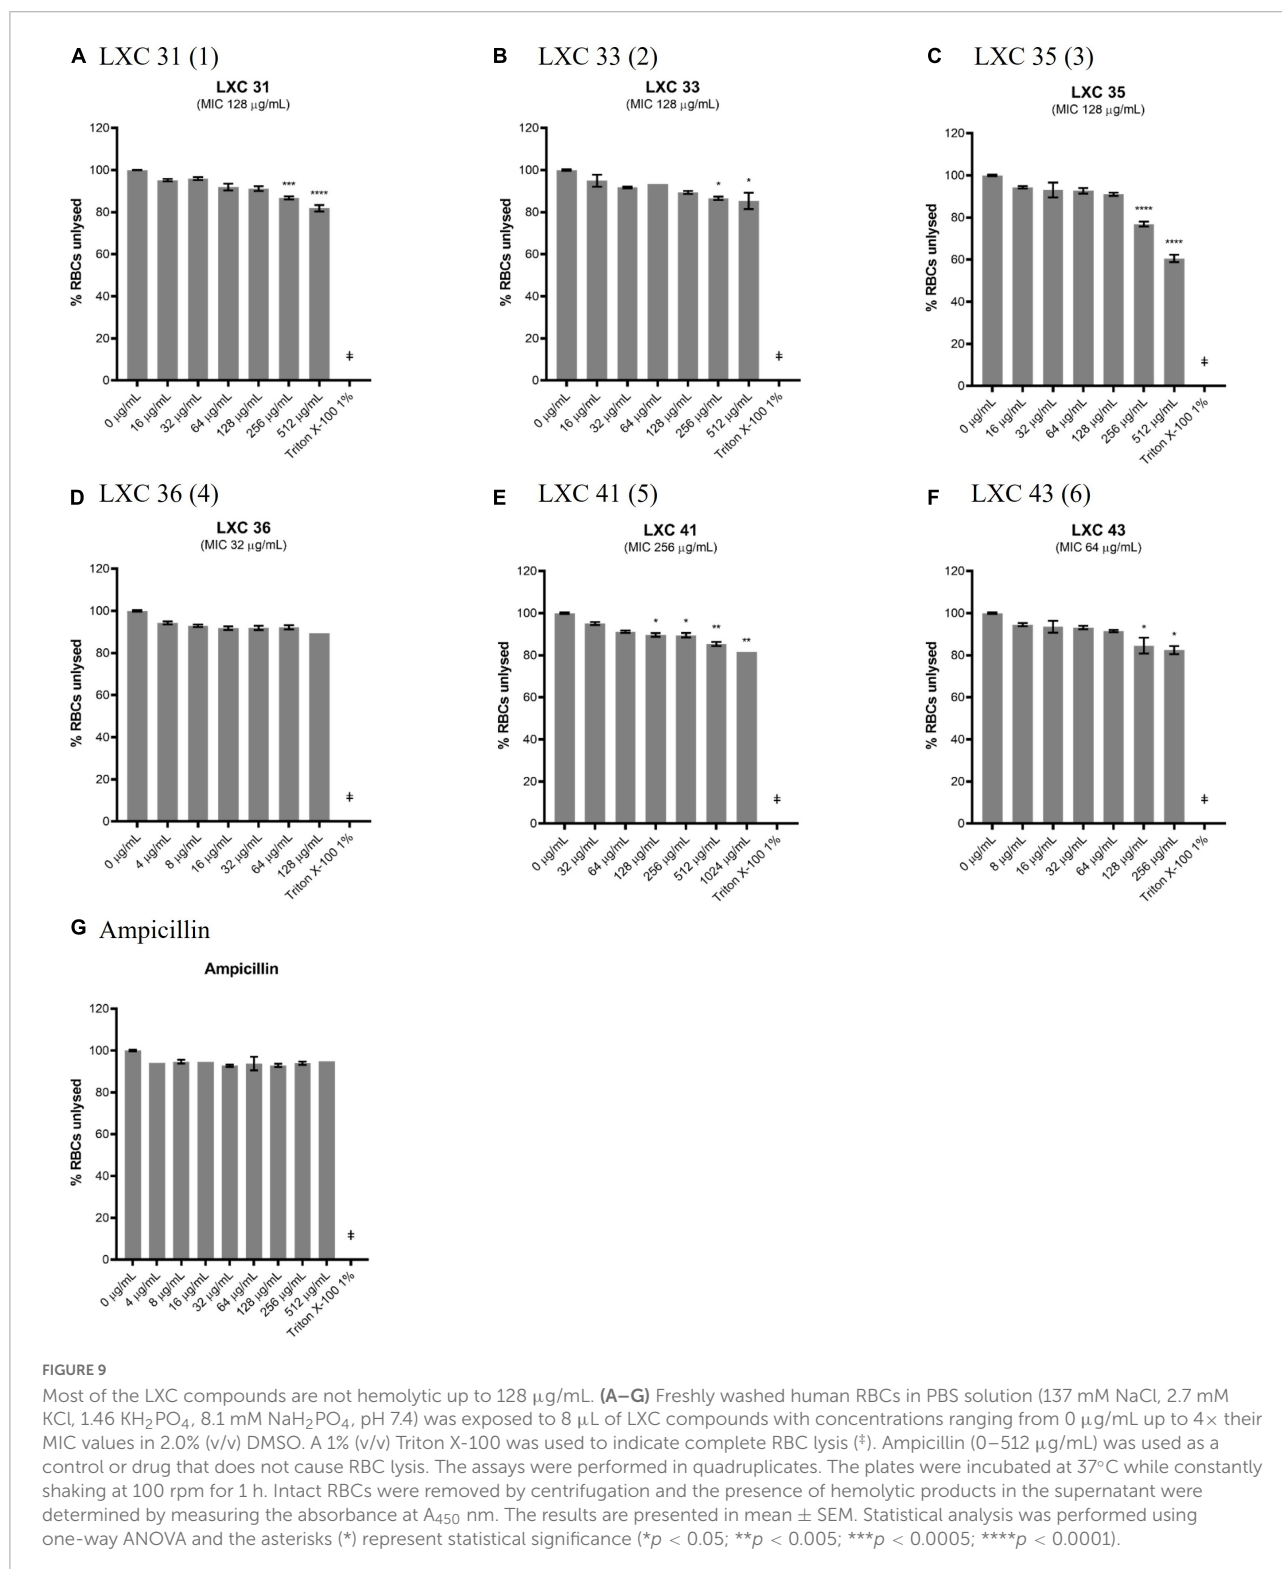 A LXC 31 (1)
LXC 31
(MIC 128 μg/mL)
% RBCs unlysed
120
100
80
60
40
20
0
*** ****
‡
0 μg/mL
16 μg/mL
32 μg/mL
64 μg/mL
128 μg/mL
256 μg/mL
512 μg/mL
Triton X-100 1%
B LXC 33 (2)
LXC 33
(MIC 128 μg/mL)
% RBCs unlysed
120
100
80
60
40
20
0
* *
‡
0 μg/mL
16 μg/mL
32 μg/mL
64 μg/mL
128 μg/mL
256 μg/mL
512 μg/mL
Triton X-100 1%
C LXC 35 (3)
LXC 35
(MIC 128 μg/mL)
% RBCs unlysed
120
100
80
60
40
20
0
**** ****
‡
0 μg/mL
16 μg/mL
32 μg/mL
64 μg/mL
128 μg/mL
256 μg/mL
512 μg/mL
Triton X-100 1%
D LXC 36 (4)
LXC 36
(MIC 32 μg/mL)
% RBCs unlysed
120
100
80
60
40
20
0
‡
0 μg/mL
4 μg/mL
8 μg/mL
16 μg/mL
32 μg/mL
64 μg/mL
128 μg/mL
Triton X-100 1%
E LXC 41 (5)
LXC 41
(MIC 256 μg/mL)
% RBCs unlysed
120
100
80
60
40
20
0
* * ** **
‡
0 μg/mL
32 μg/mL
64 μg/mL
128 μg/mL
256 μg/mL
512 μg/mL
1024 μg/mL
Triton X-100 1%
F LXC 43 (6)
LXC 43
(MIC 64 μg/mL)
% RBCs unlysed
120
100
80
60
40
20
0
* *
‡
0 μg/mL
8 μg/mL
16 μg/mL
32 μg/mL
64 μg/mL
128 μg/mL
256 μg/mL
Triton X-100 1%
G Ampicillin
Ampicillin
% RBCs unlysed
120
100
80
60
40
20
0
‡
0 μg/mL
4 μg/mL
8 μg/mL
16 μg/mL
32 μg/mL
64 μg/mL
128 μg/mL
256 μg/mL
512 μg/mL
Triton X-100 1%
FIGURE 9
Most of the LXC compounds are not hemolytic up to 128 μg/mL. (A–G) Freshly washed human RBCs in PBS solution (137 mM NaCl, 2.7 mM
KCl, 1.46 KH₂PO₄, 8.1 mM NaH₂PO₄, pH 7.4) was exposed to 8 μL of LXC compounds with concentrations ranging from 0 μg/mL up to 4× their
MIC values in 2.0% (v/v) DMSO. A 1% (v/v) Triton X-100 was used to indicate complete RBC lysis (‡). Ampicillin (0–512 μg/mL) was used as a
control or drug that does not cause RBC lysis. The assays were performed in quadruplicates. The plates were incubated at 37°C while constantly
shaking at 100 rpm for 1 h. Intact RBCs were removed by centrifugation and the presence of hemolytic products in the supernatant were
determined by measuring the absorbance at A₄₅₀ nm. The results are presented in mean ± SEM. Statistical analysis was performed using
one-way ANOVA and the asterisks (*) represent statistical significance (*p < 0.05; **p < 0.005; ***p < 0.0005; ****p < 0.0001).